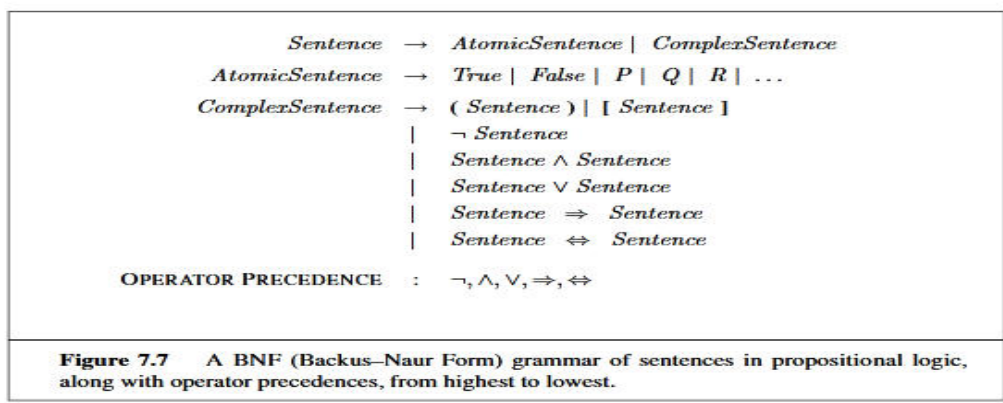 Sentence → AtomicSentence | ComplexSentence
AtomicSentence → True | False | P | Q | R | ...
ComplexSentence → ( Sentence ) | [ Sentence ]
| ¬ Sentence
| Sentence ∧ Sentence
| Sentence ∨ Sentence
| Sentence ⇒ Sentence
| Sentence ⇔ Sentence
OPERATOR PRECEDENCE : ¬, ∧, ∨, ⇒, ⇔
Figure 7.7 A BNF (Backus–Naur Form) grammar of sentences in propositional logic,
along with operator precedences, from highest to lowest.